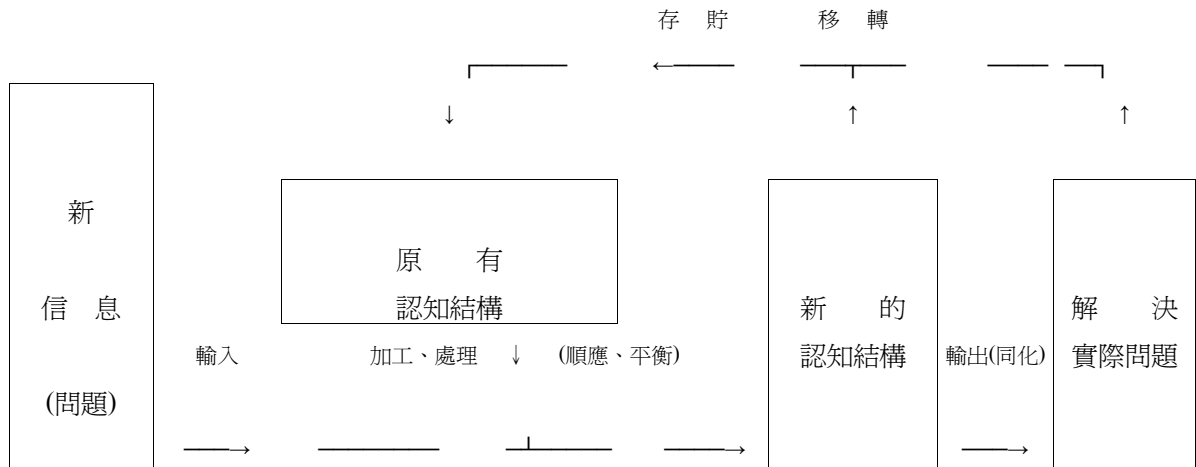 存 貯 移 轉
新
信 息
(問題)
原 有
認知結構
輸入
加工、處理 ↓ (順應、平衡)
新 的
認知結構
輸出(同化)
解 決
實際問題